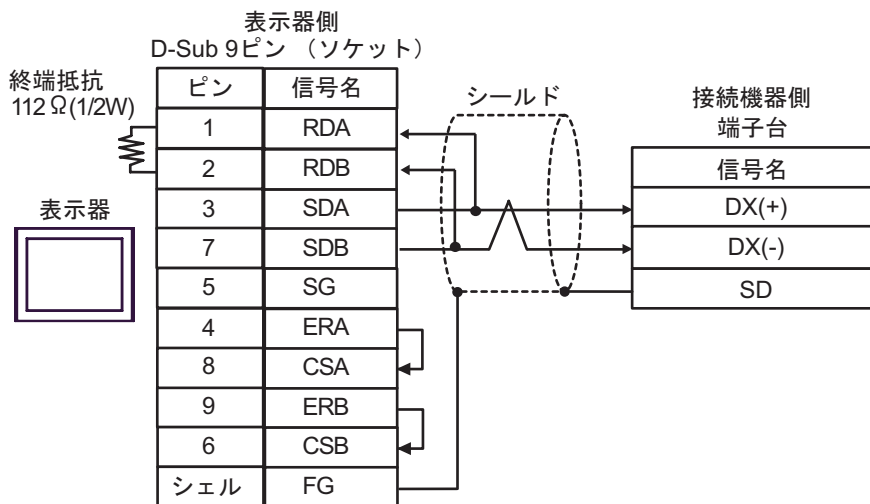 表示器側
D-Sub 9ピン （ソケット）
終端抵抗
112Ω(1/2W)
表示器
ピン 信号名
1 RDA
2 RDB
3 SDA
7 SDB
5 SG
4 ERA
8 CSA
9 ERB
6 CSB
シェル FG
シールド
接続機器側
端子台
信号名
DX(+)
DX(-)
SD